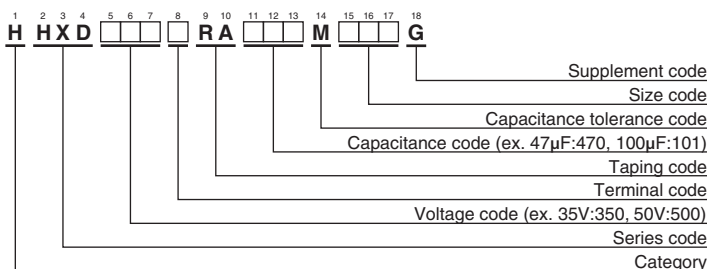 1 2 3 4 5 6 7 8 9 10 11 12 13 14 15 16 17 18
H H X D □ □ □ □ R A □ □ □ M □ □ □ G
Supplement code
Size code
Capacitance tolerance code
Capacitance code (ex. 47µF:470, 100µF:101)
Taping code
Terminal code
Voltage code (ex. 35V:350, 50V:500)
Series code
Category